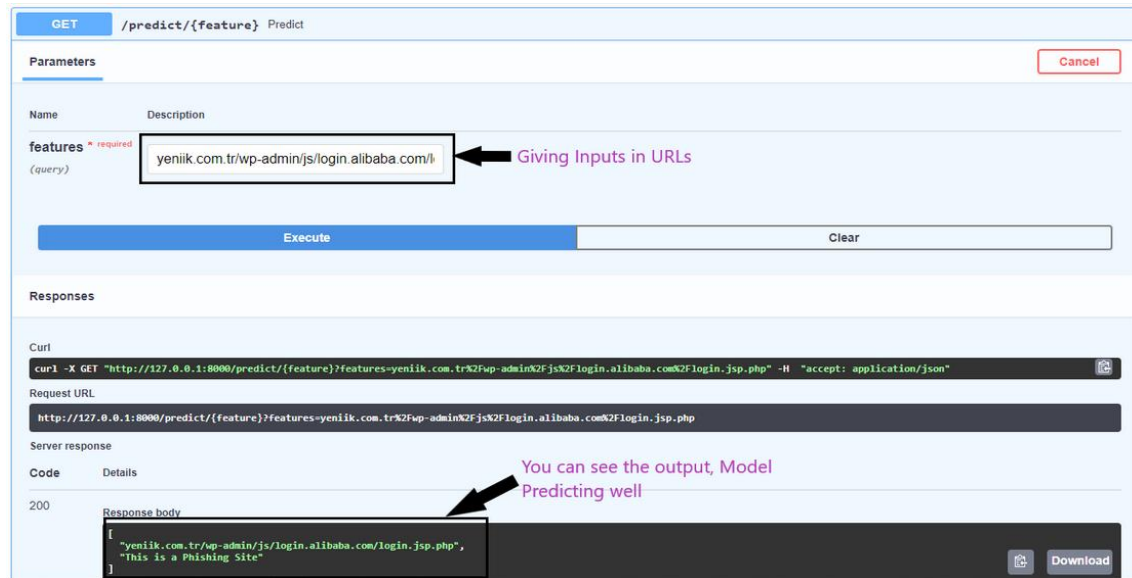 GET /predict/{feature} Predict
Parameters
Cancel
Name Description
features * required
(query)
yeniik.com.tr/wp-admin/js/login.alibaba.com/l
Giving Inputs in URLs
Execute
Clear
Responses
Curl
curl -X GET "http://127.0.0.1:8000/predict/{feature}?features=yeniik.com.tr%2Fwp-admin%2Fjs%2Flogin.alibaba.com%2Flogin.jsp.php" -H "accept: application/json"
Request URL
http://127.0.0.1:8000/predict/{feature}?features=yeniik.com.tr%2Fwp-admin%2Fjs%2Flogin.alibaba.com%2Flogin.jsp.php
Server response
Code Details
You can see the output, Model
Predicting well
200
Response body
[
"yeniik.com.tr/wp-admin/js/login.alibaba.com/login.jsp.php",
"This is a Phishing Site"
]
Download